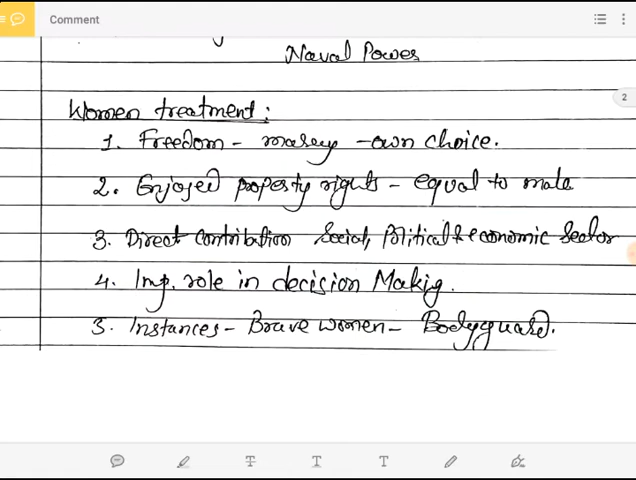 Comment
Naval Power
2
Women treatment:
1. Freedom - marry - own choice.
2. Enjoyed property rights - equal to male
3. Direct contribution Social, Political & economic Sector
4. Imp. role in decision Making.
5. Instances - Brave women - Bodyguard.